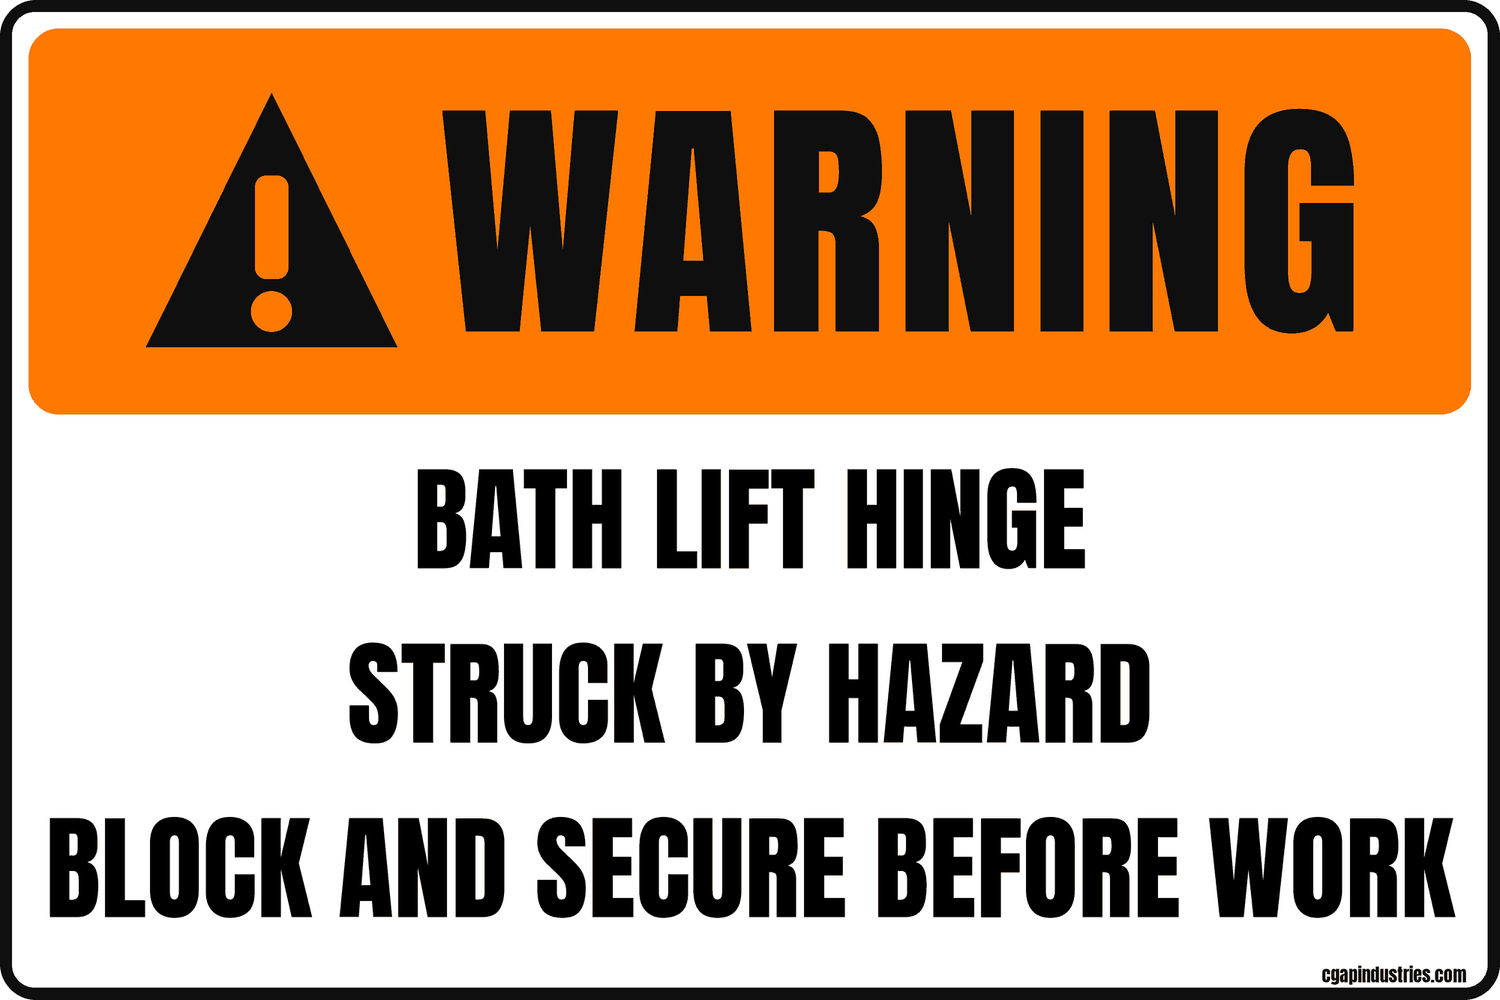 WARNING
BATH LIFT HINGE
STRUCK BY HAZARD
BLOCK AND SECURE BEFORE WORK
cgapindustries.com